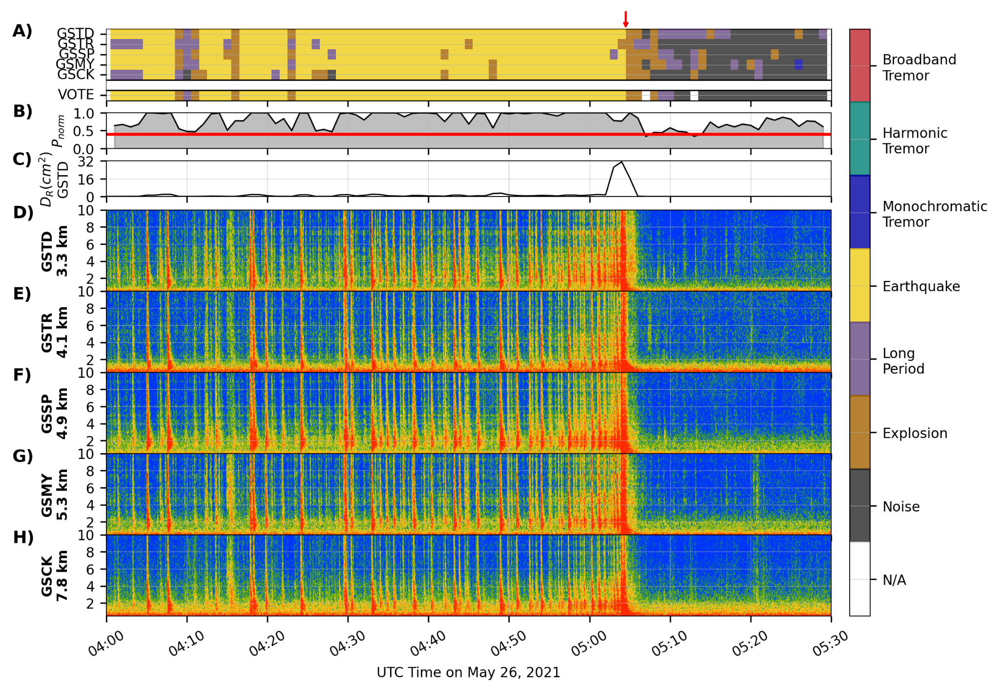 A)
GSTD
GSTR
GSSP
GSMY
GSCK
VOTE
B)
1.0
0.5
0.0
P_norm
C)
32
16
0
D_R(cm^2)
GSTD
D)
10
8
6
4
2
GSTD
3.3 km
E)
10
8
6
4
2
GSTR
4.1 km
F)
10
8
6
4
2
GSSP
4.9 km
G)
10
8
6
4
2
GSMY
5.3 km
H)
10
8
6
4
2
GSCK
7.8 km
04:00 04:10 04:20 04:30 04:40 04:50 05:00 05:10 05:20 05:30
UTC Time on May 26, 2021
Broadband
Tremor
Harmonic
Tremor
Monochromatic
Tremor
Earthquake
Long
Period
Explosion
Noise
N/A